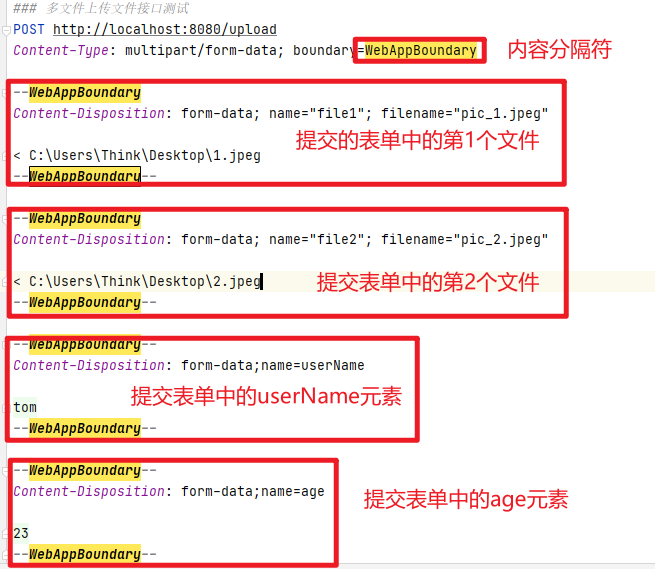 ### 多文件上传文件接口测试
POST http://localhost:8080/upload
Content-Type: multipart/form-data; boundary=WebAppBoundary 内容分隔符
--WebAppBoundary
Content-Disposition: form-data; name="file1"; filename="pic_1.jpeg"
提交的表单中的第1个文件
< C:\Users\Think\Desktop\1.jpeg
--WebAppBoundary--
--WebAppBoundary
Content-Disposition: form-data; name="file2"; filename="pic_2.jpeg"
< C:\Users\Think\Desktop\2.jpeg 提交表单中的第2个文件
--WebAppBoundary--
--WebAppBoundary--
Content-Disposition: form-data;name=userName
提交表单中的userName元素
tom
--WebAppBoundary--
--WebAppBoundary--
Content-Disposition: form-data;name=age 提交表单中的age元素
23
--WebAppBoundary--